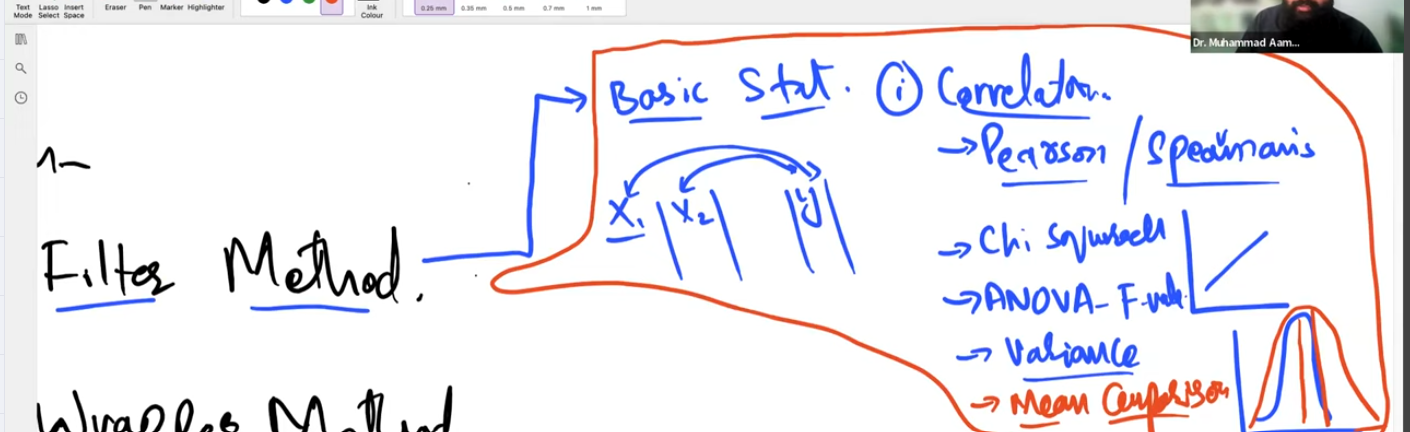 Text Mode Lasso Select Insert Space Eraser Pen Marker Highlighter Ink Colour 0.25 mm 0.35 mm 0.5 mm 0.7 mm 1 mm
Dr. Muhammad Aam...
Basic Stat. (i) Correlation.
→ Pearson / Spearman's
X₁ X₂ y
→ Chi Squared
→ ANOVA - F-value
→ Variance
→ Mean Comparison
Filter Method.
Wrapper Method